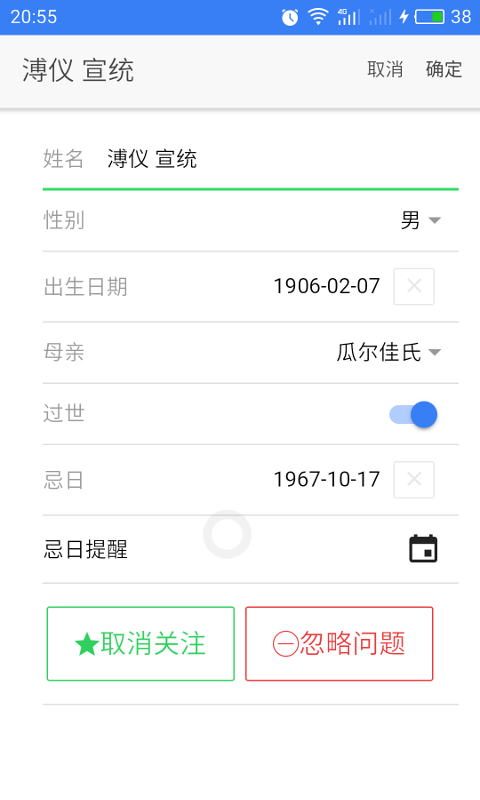 20:55 4G 38
溥仪 宣统 取消 确定
姓名 溥仪 宣统
性别 男
出生日期 1906-02-07
母亲 瓜尔佳氏
过世
忌日 1967-10-17
忌日提醒
取消关注 忽略问题